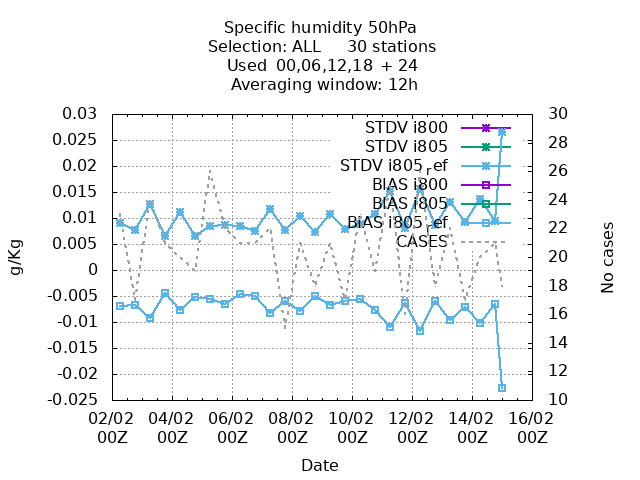 Specific humidity 50hPa
Selection: ALL 30 stations
Used 00,06,12,18 + 24
Averaging window: 12h
0.03
0.025
0.02
0.015
0.01
0.005
0
-0.005
-0.01
-0.015
-0.02
-0.025
g/Kg
STDV i800
STDV i805
STDV i805ref
BIAS i800
BIAS i805
BIAS i805ref
CASES
30
28
26
24
22
20
18
16
14
12
10
No cases
02/02 04/02 06/02 08/02 10/02 12/02 14/02 16/02
00Z 00Z 00Z 00Z 00Z 00Z 00Z 00Z
Date